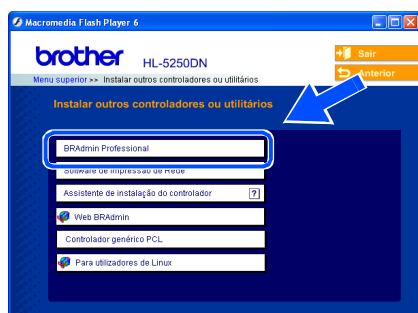 Macromedia Flash Player 6
brother HL-5250DN
Sair
Anterior
Menu superior >> Instalar outros controladores ou utilitários
Instalar outros controladores ou utilitários
BRAdmin Professional
Software de Impressão de Rede
Assistente de instalação do controlador ?
Web BRAdmin
Controlador genérico PCL
Para utilizadores de Linux